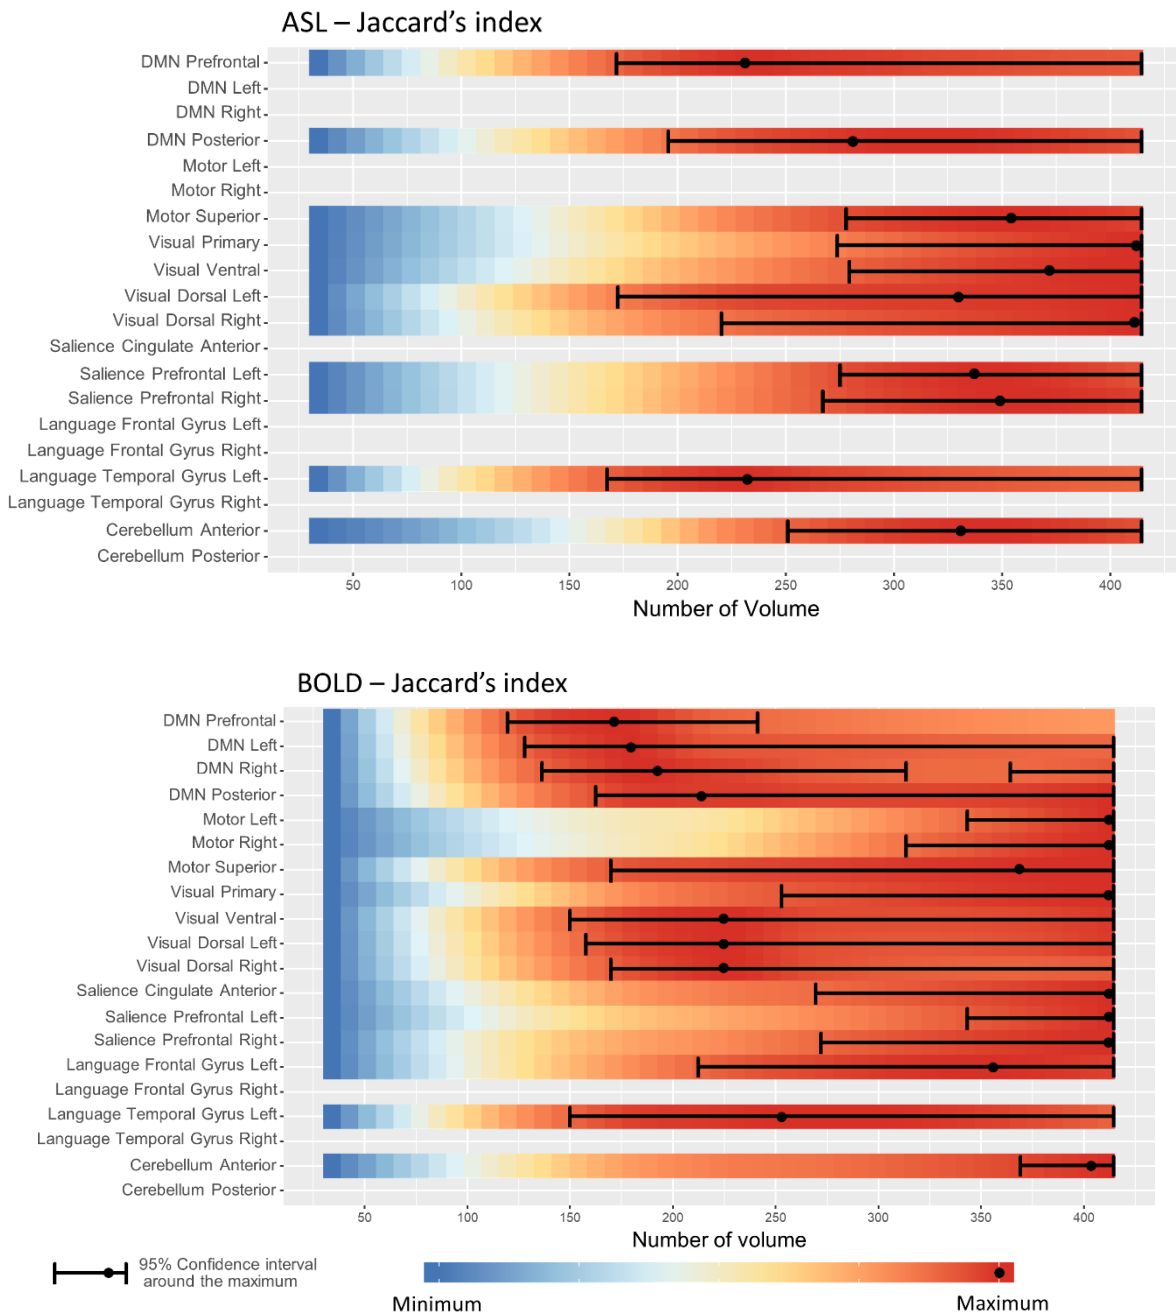 ASL – Jaccard's index
DMN Prefrontal
DMN Left
DMN Right
DMN Posterior
Motor Left
Motor Right
Motor Superior
Visual Primary
Visual Ventral
Visual Dorsal Left
Visual Dorsal Right
Salience Cingulate Anterior
Salience Prefrontal Left
Salience Prefrontal Right
Language Frontal Gyrus Left
Language Frontal Gyrus Right
Language Temporal Gyrus Left
Language Temporal Gyrus Right
Cerebellum Anterior
Cerebellum Posterior
50 100 150 200 250 300 350 400
Number of Volume
BOLD – Jaccard's index
DMN Prefrontal
DMN Left
DMN Right
DMN Posterior
Motor Left
Motor Right
Motor Superior
Visual Primary
Visual Ventral
Visual Dorsal Left
Visual Dorsal Right
Salience Cingulate Anterior
Salience Prefrontal Left
Salience Prefrontal Right
Language Frontal Gyrus Left
Language Frontal Gyrus Right
Language Temporal Gyrus Left
Language Temporal Gyrus Right
Cerebellum Anterior
Cerebellum Posterior
50 100 150 200 250 300 350 400
Number of volume
95% Confidence interval
around the maximum
Minimum Maximum